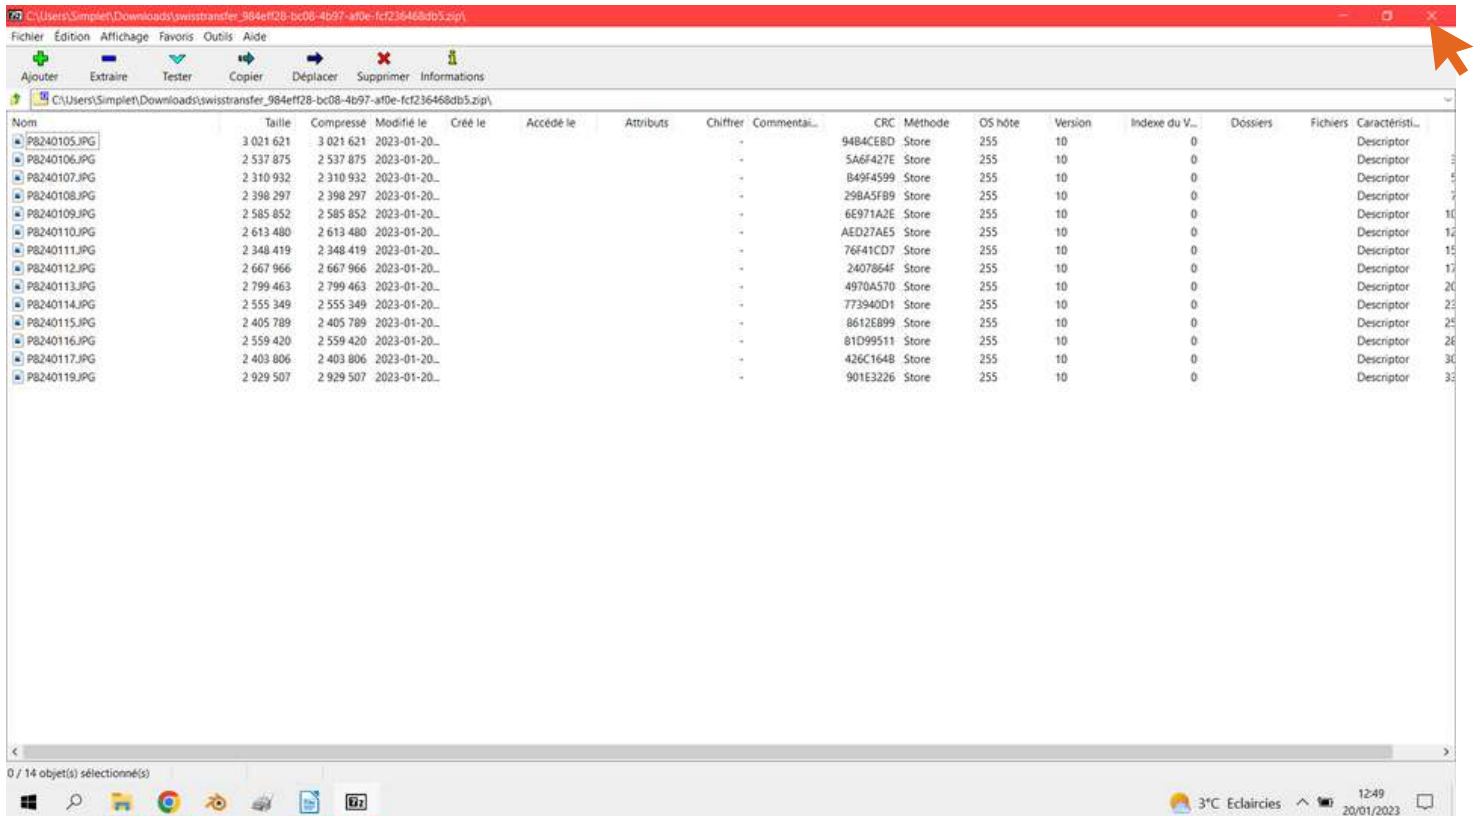 C:\Users\Simplet\Downloads\swisstransfer_984eff28-bc08-4b97-af0e-fcf236468db5.zip\
Fichier Édition Affichage Favoris Outils Aide
Ajouter Extraire Tester Copier Déplacer Supprimer Informations
C:\Users\Simplet\Downloads\swisstransfer_984eff28-bc08-4b97-af0e-fcf236468db5.zip\
Nom Taille Compressé Modifié le Créé le Accédé le Attributs Chiffrer Commentai... CRC Méthode OS hôte Version Indexe du V... Dossiers Fichiers Caractéristi...
P8240105.JPG 3 021 621 3 021 621 2023-01-20... - 94B4CEBD Store 255 10 0 Descriptor
P8240106.JPG 2 537 875 2 537 875 2023-01-20... - 5A6F427E Store 255 10 0 Descriptor
P8240107.JPG 2 310 932 2 310 932 2023-01-20... - B49F4599 Store 255 10 0 Descriptor
P8240108.JPG 2 398 297 2 398 297 2023-01-20... - 29BA5FB9 Store 255 10 0 Descriptor
P8240109.JPG 2 585 852 2 585 852 2023-01-20... - 6E971A2E Store 255 10 0 Descriptor 10
P8240110.JPG 2 613 480 2 613 480 2023-01-20... - AED27AE5 Store 255 10 0 Descriptor 12
P8240111.JPG 2 348 419 2 348 419 2023-01-20... - 76F41CD7 Store 255 10 0 Descriptor 15
P8240112.JPG 2 667 966 2 667 966 2023-01-20... - 2407864F Store 255 10 0 Descriptor 17
P8240113.JPG 2 799 463 2 799 463 2023-01-20... - 4970A570 Store 255 10 0 Descriptor 20
P8240114.JPG 2 555 349 2 555 349 2023-01-20... - 773940D1 Store 255 10 0 Descriptor 23
P8240115.JPG 2 405 789 2 405 789 2023-01-20... - 8612E899 Store 255 10 0 Descriptor 25
P8240116.JPG 2 559 420 2 559 420 2023-01-20... - 81D99511 Store 255 10 0 Descriptor 28
P8240117.JPG 2 403 806 2 403 806 2023-01-20... - 426C164B Store 255 10 0 Descriptor 30
P8240119.JPG 2 929 507 2 929 507 2023-01-20... - 901E3226 Store 255 10 0 Descriptor 33
0 / 14 objet(s) sélectionné(s)
3°C Eclaircies
12:49
20/01/2023